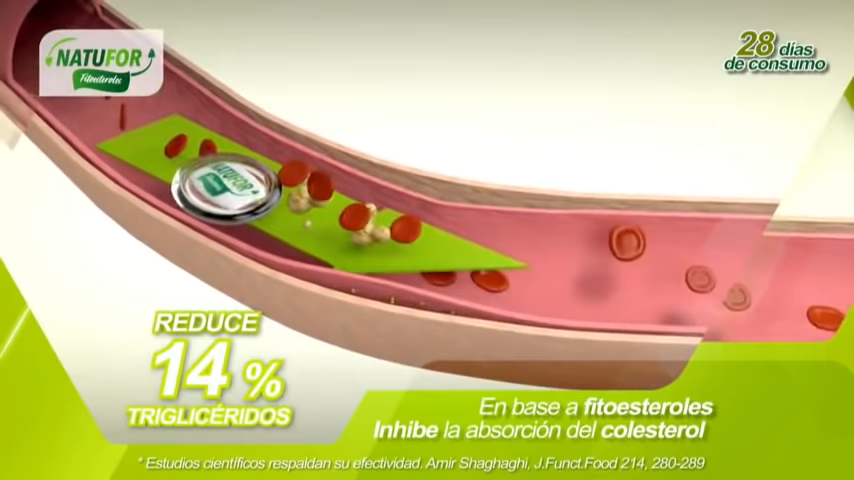 NATUFOR
Fitoesteroles
28 días
de consumo
NATUFOR
REDUCE
14 %
TRIGLICÉRIDOS
En base a fitoesteroles
Inhibe la absorción del colesterol
* Estudios científicos respaldan su efectividad. Amir Shaghaghi, J.Funct.Food 214, 280-289